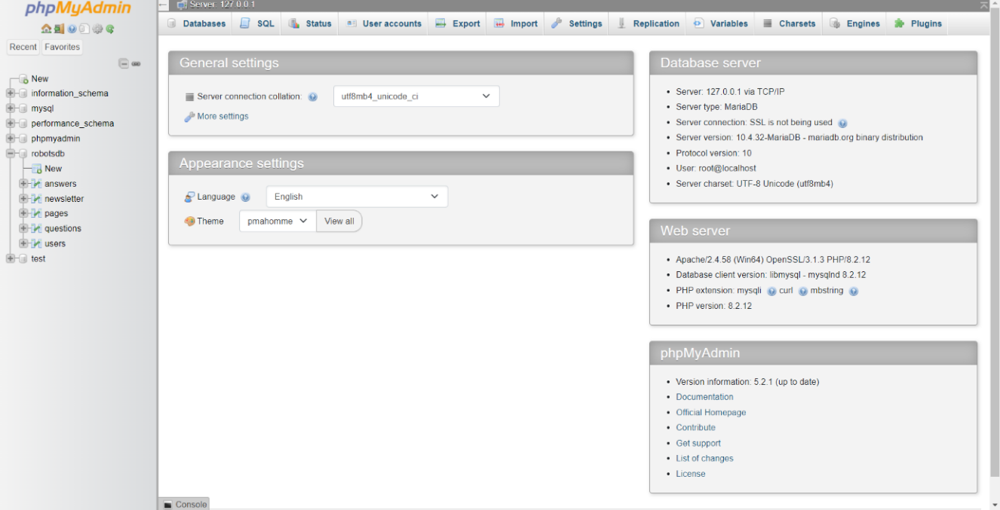 phpMyAdmin
Recent Favorites
New
information_schema
mysql
performance_schema
phpmyadmin
robotsdb
New
answers
newsletter
pages
questions
users
test
Server: 127.0.0.1
Databases SQL Status User accounts Export Import Settings Replication Variables Charsets Engines Plugins
General settings
Server connection collation: utf8mb4_unicode_ci
More settings
Appearance settings
Language English
Theme pmahomme View all
Database server
Server: 127.0.0.1 via TCP/IP
Server type: MariaDB
Server connection: SSL is not being used
Server version: 10.4.32-MariaDB - mariadb.org binary distribution
Protocol version: 10
User: root@localhost
Server charset: UTF-8 Unicode (utf8mb4)
Web server
Apache/2.4.58 (Win64) OpenSSL/3.1.3 PHP/8.2.12
Database client version: libmysql - mysqlnd 8.2.12
PHP extension: mysqli curl mbstring
PHP version: 8.2.12
phpMyAdmin
Version information: 5.2.1 (up to date)
Documentation
Official Homepage
Contribute
Get support
List of changes
License
Console